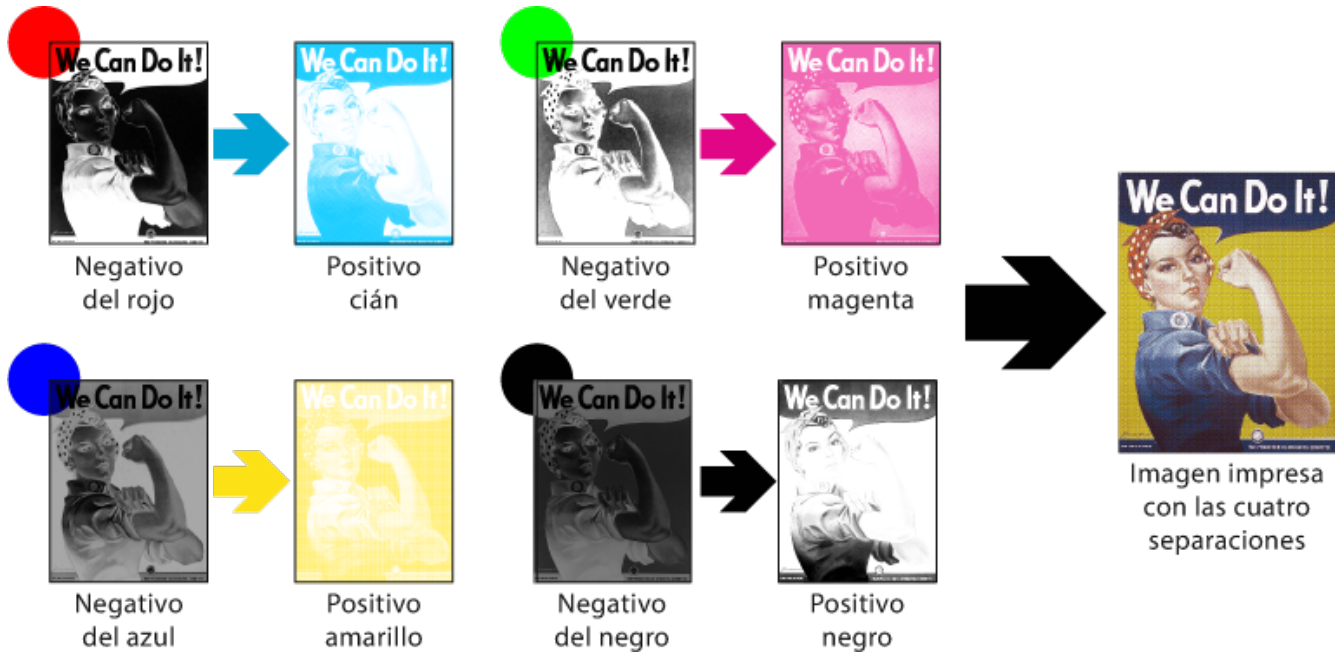 We Can Do It!
We Can Do It!
We Can Do It!
We Can Do It!
Negativo
del rojo
Positivo
cián
Negativo
del verde
Positivo
magenta
We Can Do It!
We Can Do It!
We Can Do It!
We Can Do It!
We Can Do It!
Negativo
del azul
Positivo
amarillo
Negativo
del negro
Positivo
negro
Imagen impresa
con las cuatro
separaciones